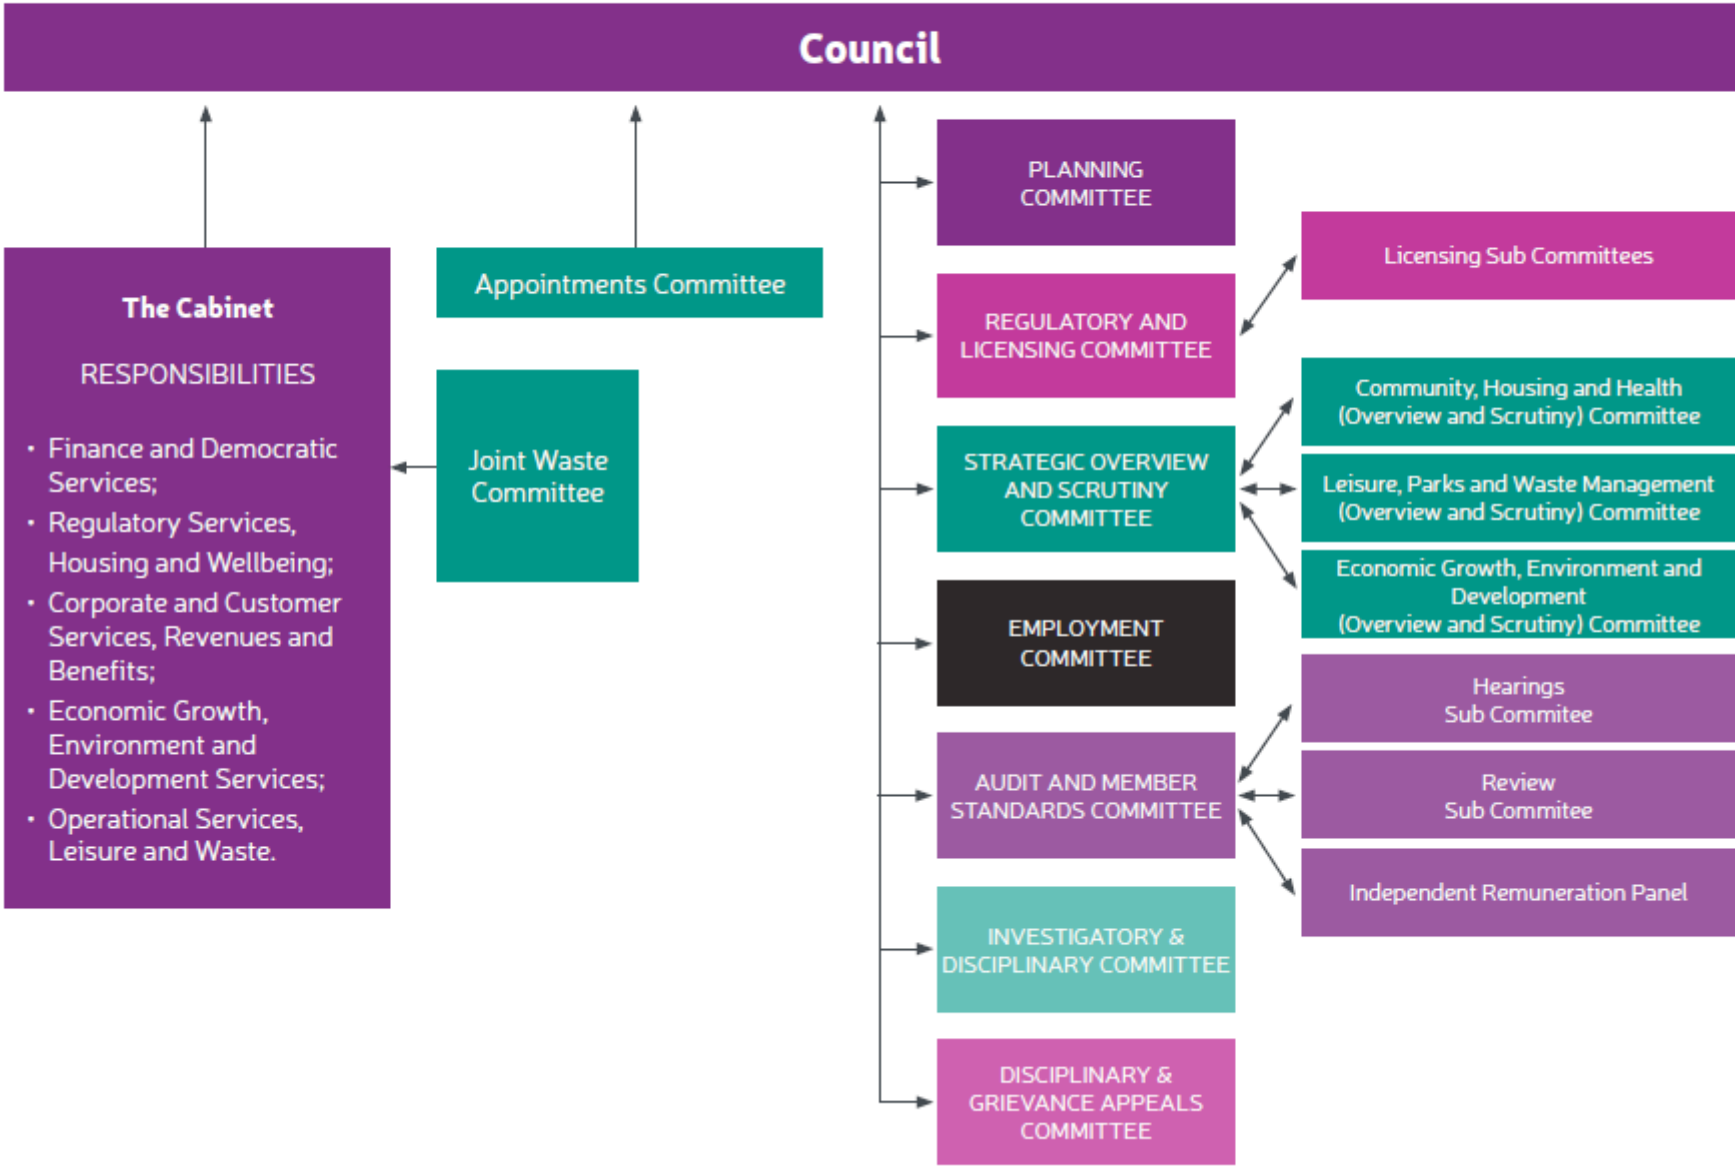 Council
The Cabinet
RESPONSIBILITIES
• Finance and Democratic
Services;
• Regulatory Services,
Housing and Wellbeing;
• Corporate and Customer
Services, Revenues and
Benefits;
• Economic Growth,
Environment and
Development Services;
• Operational Services,
Leisure and Waste.
Appointments Committee
Joint Waste
Committee
PLANNING
COMMITTEE
REGULATORY AND
LICENSING COMMITTEE
STRATEGIC OVERVIEW
AND SCRUTINY
COMMITTEE
EMPLOYMENT
COMMITTEE
AUDIT AND MEMBER
STANDARDS COMMITTEE
INVESTIGATORY &
DISCIPLINARY COMMITTEE
DISCIPLINARY &
GRIEVANCE APPEALS
COMMITTEE
Licensing Sub Committees
Community, Housing and Health
(Overview and Scrutiny) Committee
Leisure, Parks and Waste Management
(Overview and Scrutiny) Committee
Economic Growth, Environment and
Development
(Overview and Scrutiny) Committee
Hearings
Sub Commitee
Review
Sub Commitee
Independent Remuneration Panel